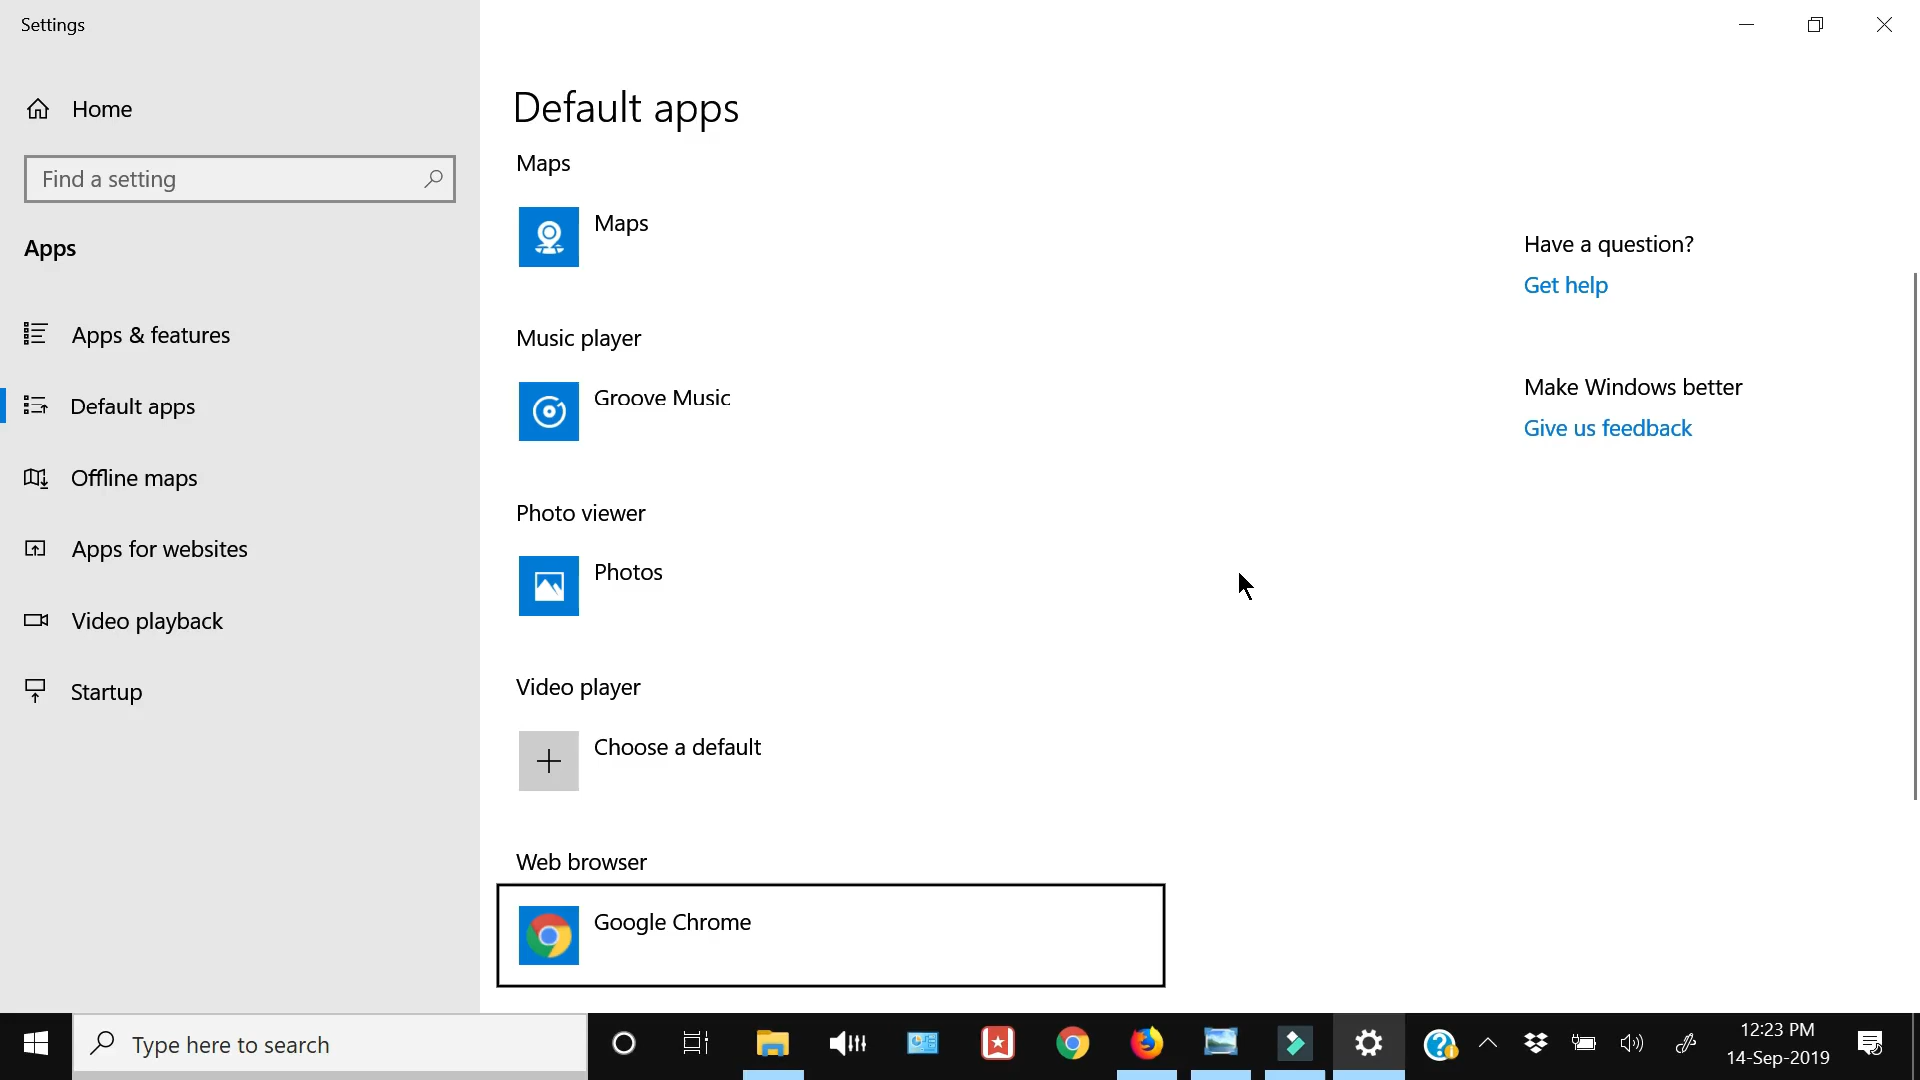 Settings
Home
Find a setting
Apps
Apps & features
Default apps
Offline maps
Apps for websites
Video playback
Startup
Default apps
Maps
Maps
Music player
Groove Music
Photo viewer
Photos
Video player
Choose a default
Web browser
Google Chrome
Have a question?
Get help
Make Windows better
Give us feedback
Type here to search
12:23 PM
14-Sep-2019